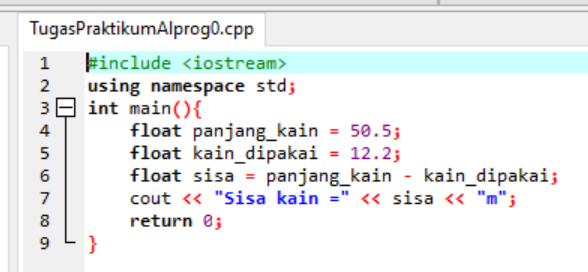 TugasPraktikumAlprog0.cpp
1 #include <iostream>
2 using namespace std;
3 int main(){
4 float panjang_kain = 50.5;
5 float kain_dipakai = 12.2;
6 float sisa = panjang_kain - kain_dipakai;
7 cout << "Sisa kain =" << sisa << "m";
8 return 0;
9 }